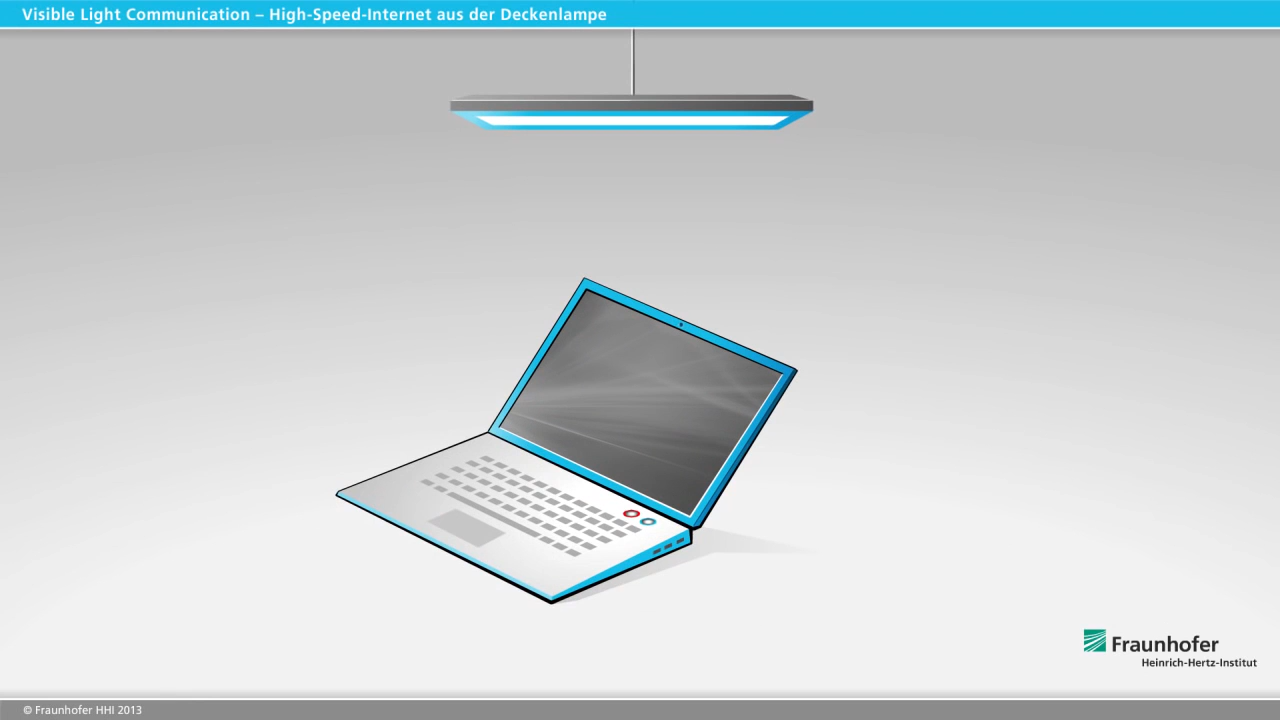 Visible Light Communication – High-Speed-Internet aus der Deckenlampe
Fraunhofer
Heinrich-Hertz-Institut
© Fraunhofer HHI 2013